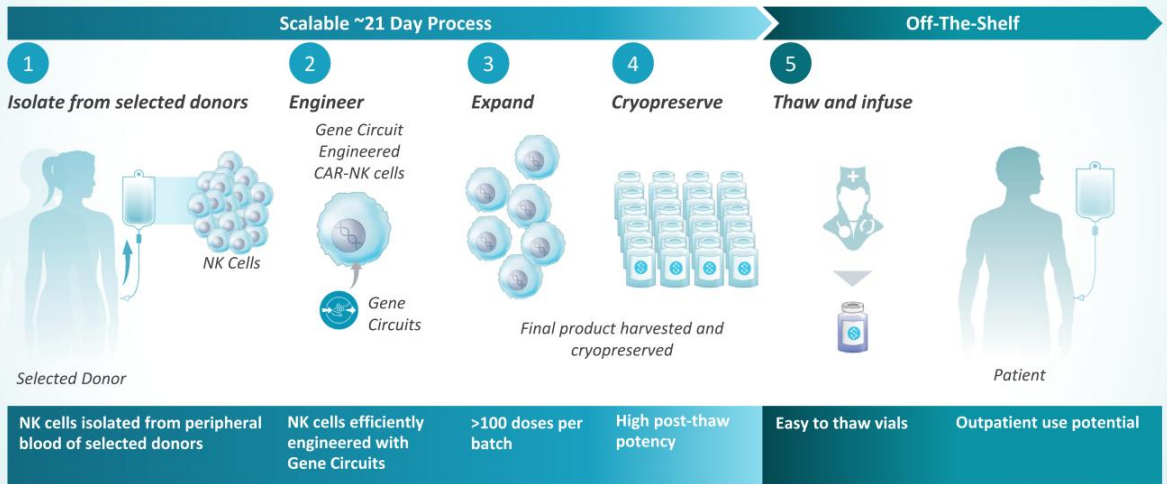 Scalable ~21 Day Process
Off-The-Shelf
1
Isolate from selected donors
2
Engineer
3
Expand
4
Cryopreserve
5
Thaw and infuse
Gene Circuit
Engineered
CAR-NK cells
NK Cells
Gene
Circuits
Final product harvested and
cryopreserved
Selected Donor
Patient
NK cells isolated from peripheral
blood of selected donors
NK cells efficiently
engineered with
Gene Circuits
>100 doses per
batch
High post-thaw
potency
Easy to thaw vials
Outpatient use potential